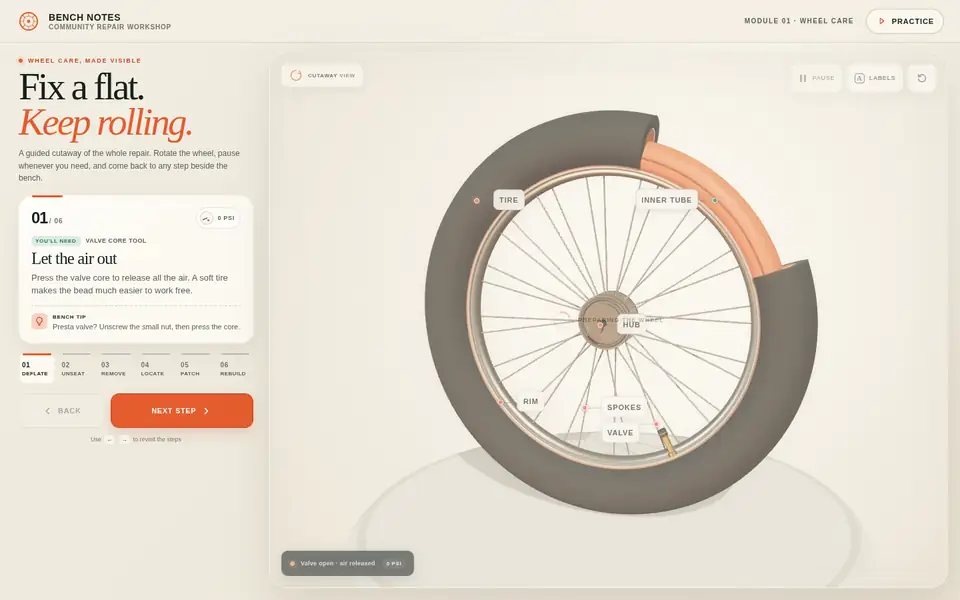 BENCH NOTES
COMMUNITY REPAIR WORKSHOP
MODULE 01 · WHEEL CARE
PRACTICE
WHEEL CARE, MADE VISIBLE
Fix a flat.
Keep rolling.
A guided cutaway of the whole repair. Rotate the wheel, pause
whenever you need, and come back to any step beside the
bench.
01 / 06
0 PSI
YOU'LL NEED VALVE CORE TOOL
Let the air out
Press the valve core to release all the air. A soft tire
makes the bead much easier to work free.
BENCH TIP
Presta valve? Unscrew the small nut, then press the core.
01 DEFLATE
02 UNSEAT
03 REMOVE
04 LOCATE
05 PATCH
06 REBUILD
BACK
NEXT STEP
Use ← → to revisit the steps
CUTAWAY VIEW
PAUSE
A LABELS
TIRE
INNER TUBE
PREPARING THE WHEEL
HUB
RIM
SPOKES
VALVE
Valve open · air released 0 PSI